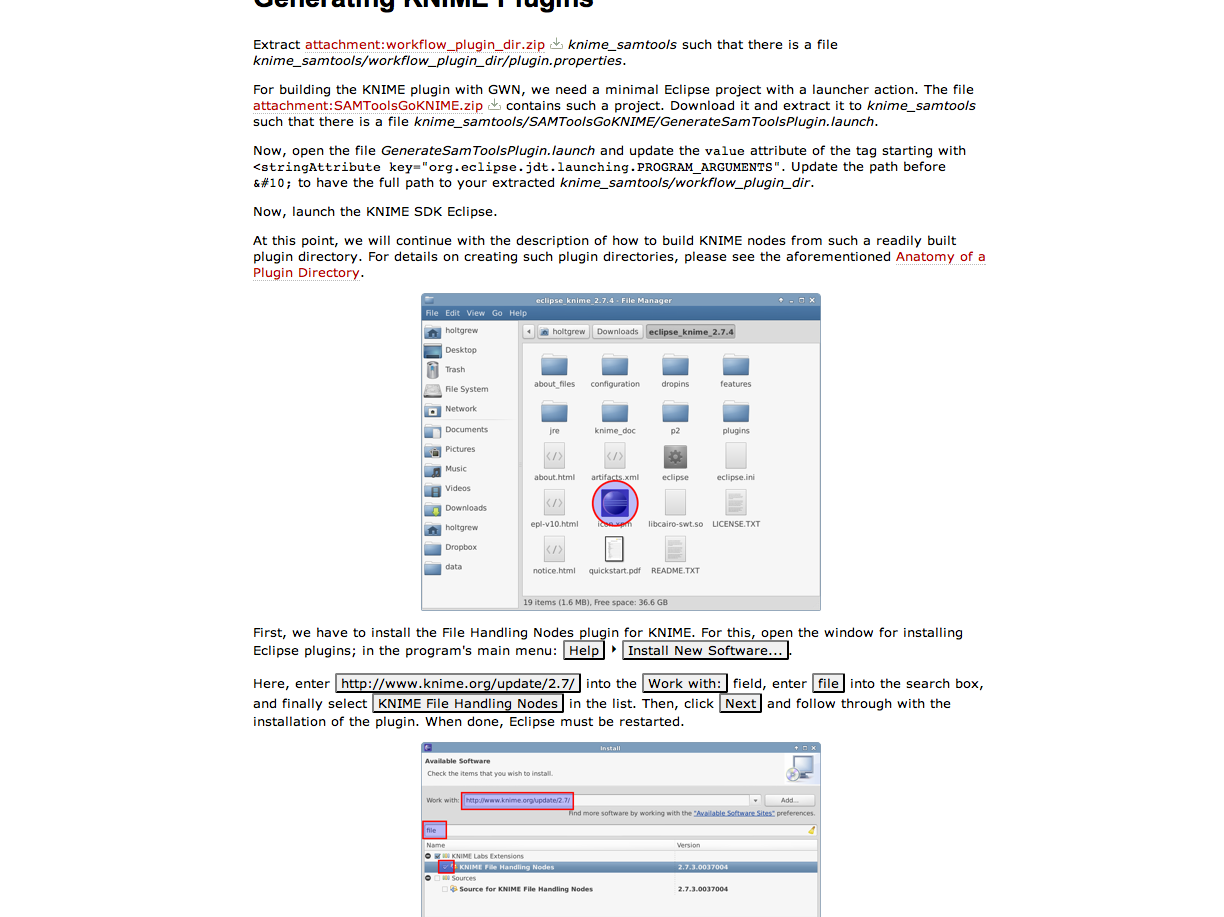 Generating KNIME Plugins
Extract attachment:workflow_plugin_dir.zip knime_samtools such that there is a file
knime_samtools/workflow_plugin_dir/plugin.properties.
For building the KNIME plugin with GWN, we need a minimal Eclipse project with a launcher action. The file
attachment:SAMToolsGoKNIME.zip contains such a project. Download it and extract it to knime_samtools
such that there is a file knime_samtools/SAMToolsGoKNIME/GenerateSamToolsPlugin.launch.
Now, open the file GenerateSamToolsPlugin.launch and update the value attribute of the tag starting with
<stringAttribute key="org.eclipse.jdt.launching.PROGRAM_ARGUMENTS". Update the path before
&#10; to have the full path to your extracted knime_samtools/workflow_plugin_dir.
Now, launch the KNIME SDK Eclipse.
At this point, we will continue with the description of how to build KNIME nodes from such a readily built
plugin directory. For details on creating such plugin directories, please see the aforementioned Anatomy of a
Plugin Directory.
eclipse_knime_2.7.4 - File Manager
File Edit View Go Help
holtgrew
Desktop
Trash
File System
Network
Documents
Pictures
Music
Videos
Downloads
holtgrew
Dropbox
data
holtgrew Downloads eclipse_knime_2.7.4
about_files configuration dropins features
jre knime_doc p2 plugins
about.html artifacts.xml eclipse eclipse.ini
epl-v10.html icon.xpm libcairo-swt.so LICENSE.TXT
notice.html quickstart.pdf README.TXT
19 items (1.6 MB), Free space: 36.6 GB
First, we have to install the File Handling Nodes plugin for KNIME. For this, open the window for installing
Eclipse plugins; in the program's main menu: Help ‣ Install New Software....
Here, enter http://www.knime.org/update/2.7/ into the Work with: field, enter file into the search box,
and finally select KNIME File Handling Nodes in the list. Then, click Next and follow through with the
installation of the plugin. When done, Eclipse must be restarted.
Install
Available Software
Check the items that you wish to install.
Work with: http://www.knime.org/update/2.7/ Add...
Find more software by working with the "Available Software Sites" preferences.
file
Name Version
KNIME Labs Extensions
KNIME File Handling Nodes 2.7.3.0037004
Sources
Source for KNIME File Handling Nodes 2.7.3.0037004